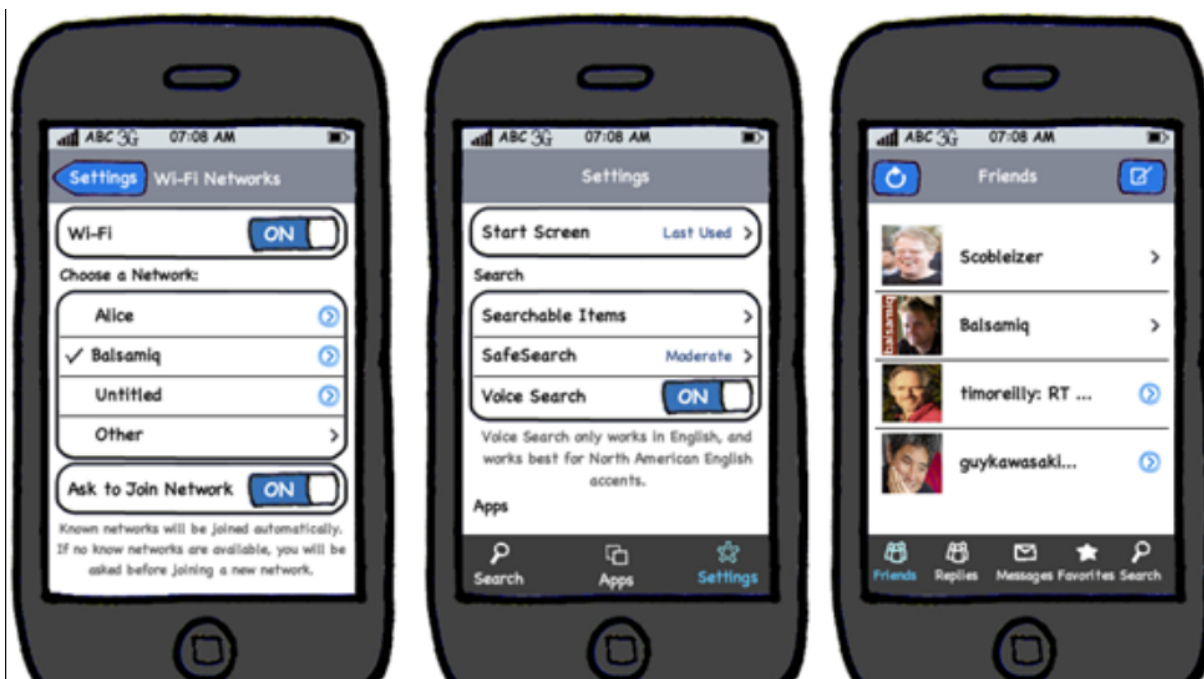 ABC 3G 07:08 AM
Settings Wi-Fi Networks
Wi-Fi ON
Choose a Network:
Alice
Balsamiq
Untitled
Other
Ask to Join Network ON
Known networks will be joined automatically.
If no know networks are available, you will be
asked before joining a new network.
ABC 3G 07:08 AM
Settings
Start Screen Last Used
Search
Searchable Items
SafeSearch Moderate
Voice Search ON
Voice Search only works in English, and
works best for North American English
accents.
Apps
Search Apps Settings
ABC 3G 07:08 AM
Friends
Scobleizer
balsamiq
Balsamiq
timoreilly: RT ...
guykawasaki...
Friends Replies Messages Favorites Search